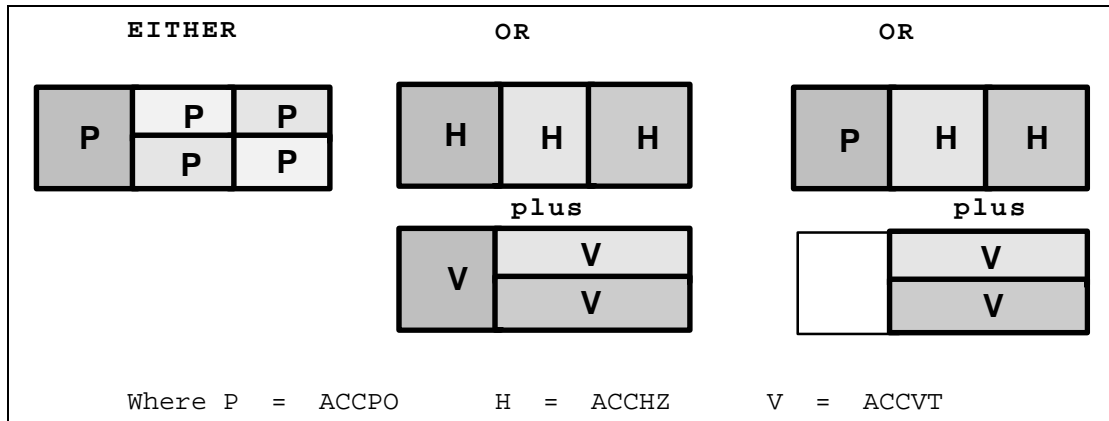 EITHER OR OR
P P P H H H P H H
P P
plus plus
V V V
V V
Where P = ACCPO H = ACCHZ V = ACCVT